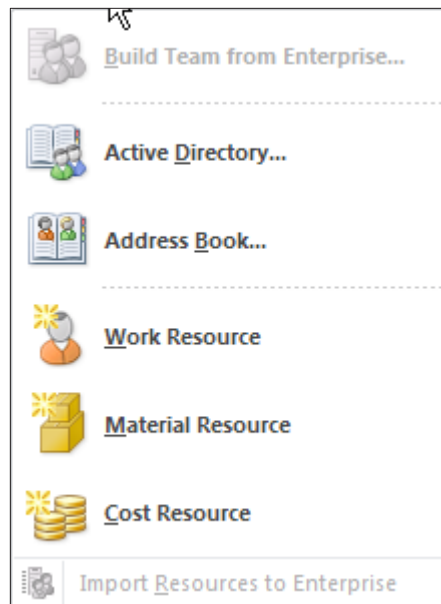 Build Team from Enterprise...
Active Directory...
Address Book...
Work Resource
Material Resource
Cost Resource
Import Resources to Enterprise